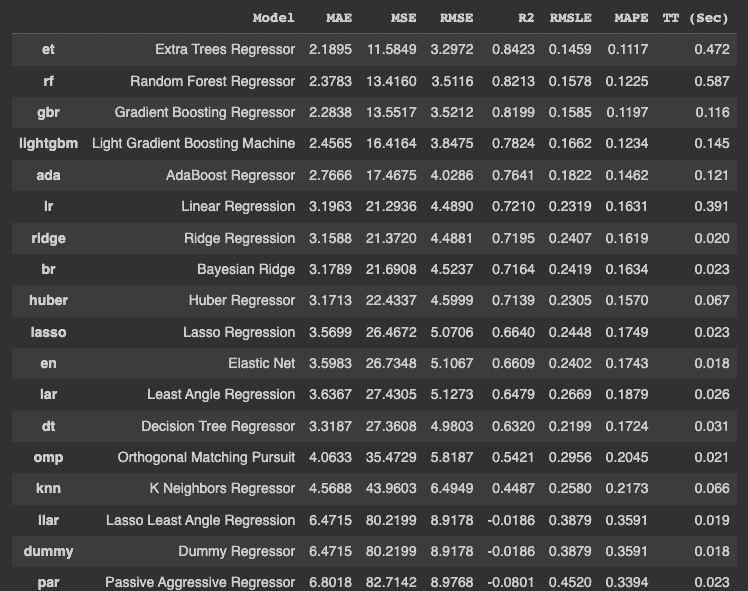 Model MAE MSE RMSE R2 RMSLE MAPE TT (Sec)
et Extra Trees Regressor 2.1895 11.5849 3.2972 0.8423 0.1459 0.1117 0.472
rf Random Forest Regressor 2.3783 13.4160 3.5116 0.8213 0.1578 0.1225 0.587
gbr Gradient Boosting Regressor 2.2838 13.5517 3.5212 0.8199 0.1585 0.1197 0.116
lightgbm Light Gradient Boosting Machine 2.4565 16.4164 3.8475 0.7824 0.1662 0.1234 0.145
ada AdaBoost Regressor 2.7666 17.4675 4.0286 0.7641 0.1822 0.1462 0.121
lr Linear Regression 3.1963 21.2936 4.4890 0.7210 0.2319 0.1631 0.391
ridge Ridge Regression 3.1588 21.3720 4.4881 0.7195 0.2407 0.1619 0.020
br Bayesian Ridge 3.1789 21.6908 4.5237 0.7164 0.2419 0.1634 0.023
huber Huber Regressor 3.1713 22.4337 4.5999 0.7139 0.2305 0.1570 0.067
lasso Lasso Regression 3.5699 26.4672 5.0706 0.6640 0.2448 0.1749 0.023
en Elastic Net 3.5983 26.7348 5.1067 0.6609 0.2402 0.1743 0.018
lar Least Angle Regression 3.6367 27.4305 5.1273 0.6479 0.2669 0.1879 0.026
dt Decision Tree Regressor 3.3187 27.3608 4.9803 0.6320 0.2199 0.1724 0.031
omp Orthogonal Matching Pursuit 4.0633 35.4729 5.8187 0.5421 0.2956 0.2045 0.021
knn K Neighbors Regressor 4.5688 43.9603 6.4949 0.4487 0.2580 0.2173 0.066
llar Lasso Least Angle Regression 6.4715 80.2199 8.9178 -0.0186 0.3879 0.3591 0.019
dummy Dummy Regressor 6.4715 80.2199 8.9178 -0.0186 0.3879 0.3591 0.018
par Passive Aggressive Regressor 6.8018 82.7142 8.9768 -0.0801 0.4520 0.3394 0.023